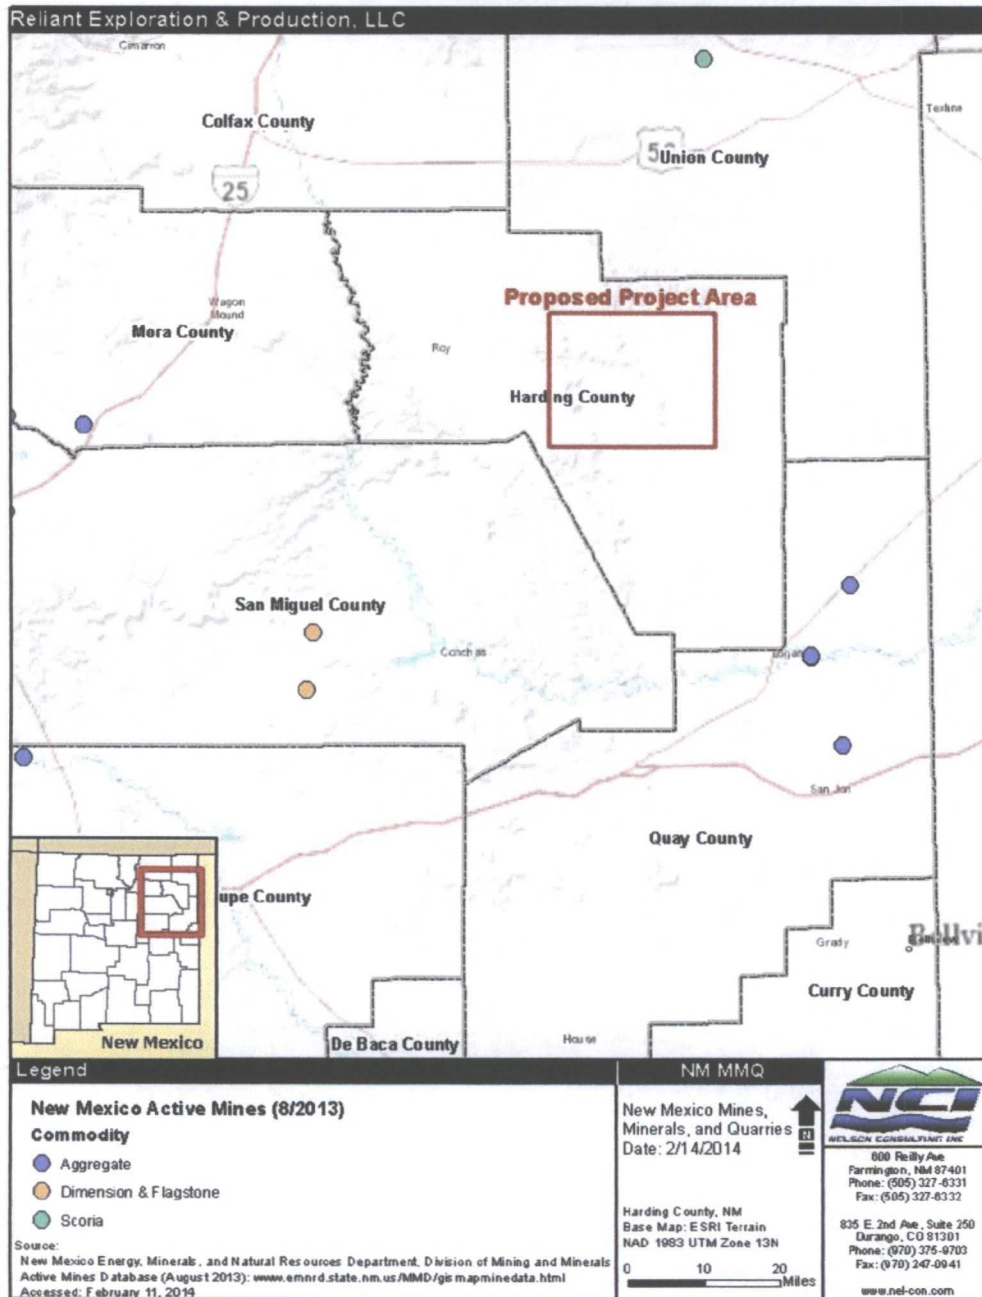 Reliant Exploration & Production, LLC
Cimarron
Colfax County
Union County
Texline
25
Proposed Project Area
Wagon
Mound
Mora County
Roy
Harding County
San Miguel County
Conchas
Logan
San Jon
Quay County
upe County
Grady
Bellvi
Curry County
New Mexico
De Baca County
House
Legend
New Mexico Active Mines (8/2013)
Commodity
Aggregate
Dimension & Flagstone
Scoria
Source:
New Mexico Energy, Minerals, and Natural Resources Department, Division of Mining and Minerals
Active Mines Database (August 2013): www.emnrd.state.nm.us/MMD/gismapminedata.html
Accessed: February 11, 2014
NM MMQ
New Mexico Mines,
Minerals, and Quarries
Date: 2/14/2014
N
Harding County, NM
Base Map: ESRI Terrain
NAD 1983 UTM Zone 13N
0 10 20
Miles
NCI
NELSON CONSULTING INC
600 Reilly Ave
Farmington, NM 87401
Phone: (505) 327-6331
Fax: (505) 327-6332
835 E. 2nd Ave, Suite 250
Durango, CO 81301
Phone: (970) 375-9703
Fax: (970) 247-0941
www.nel-con.com